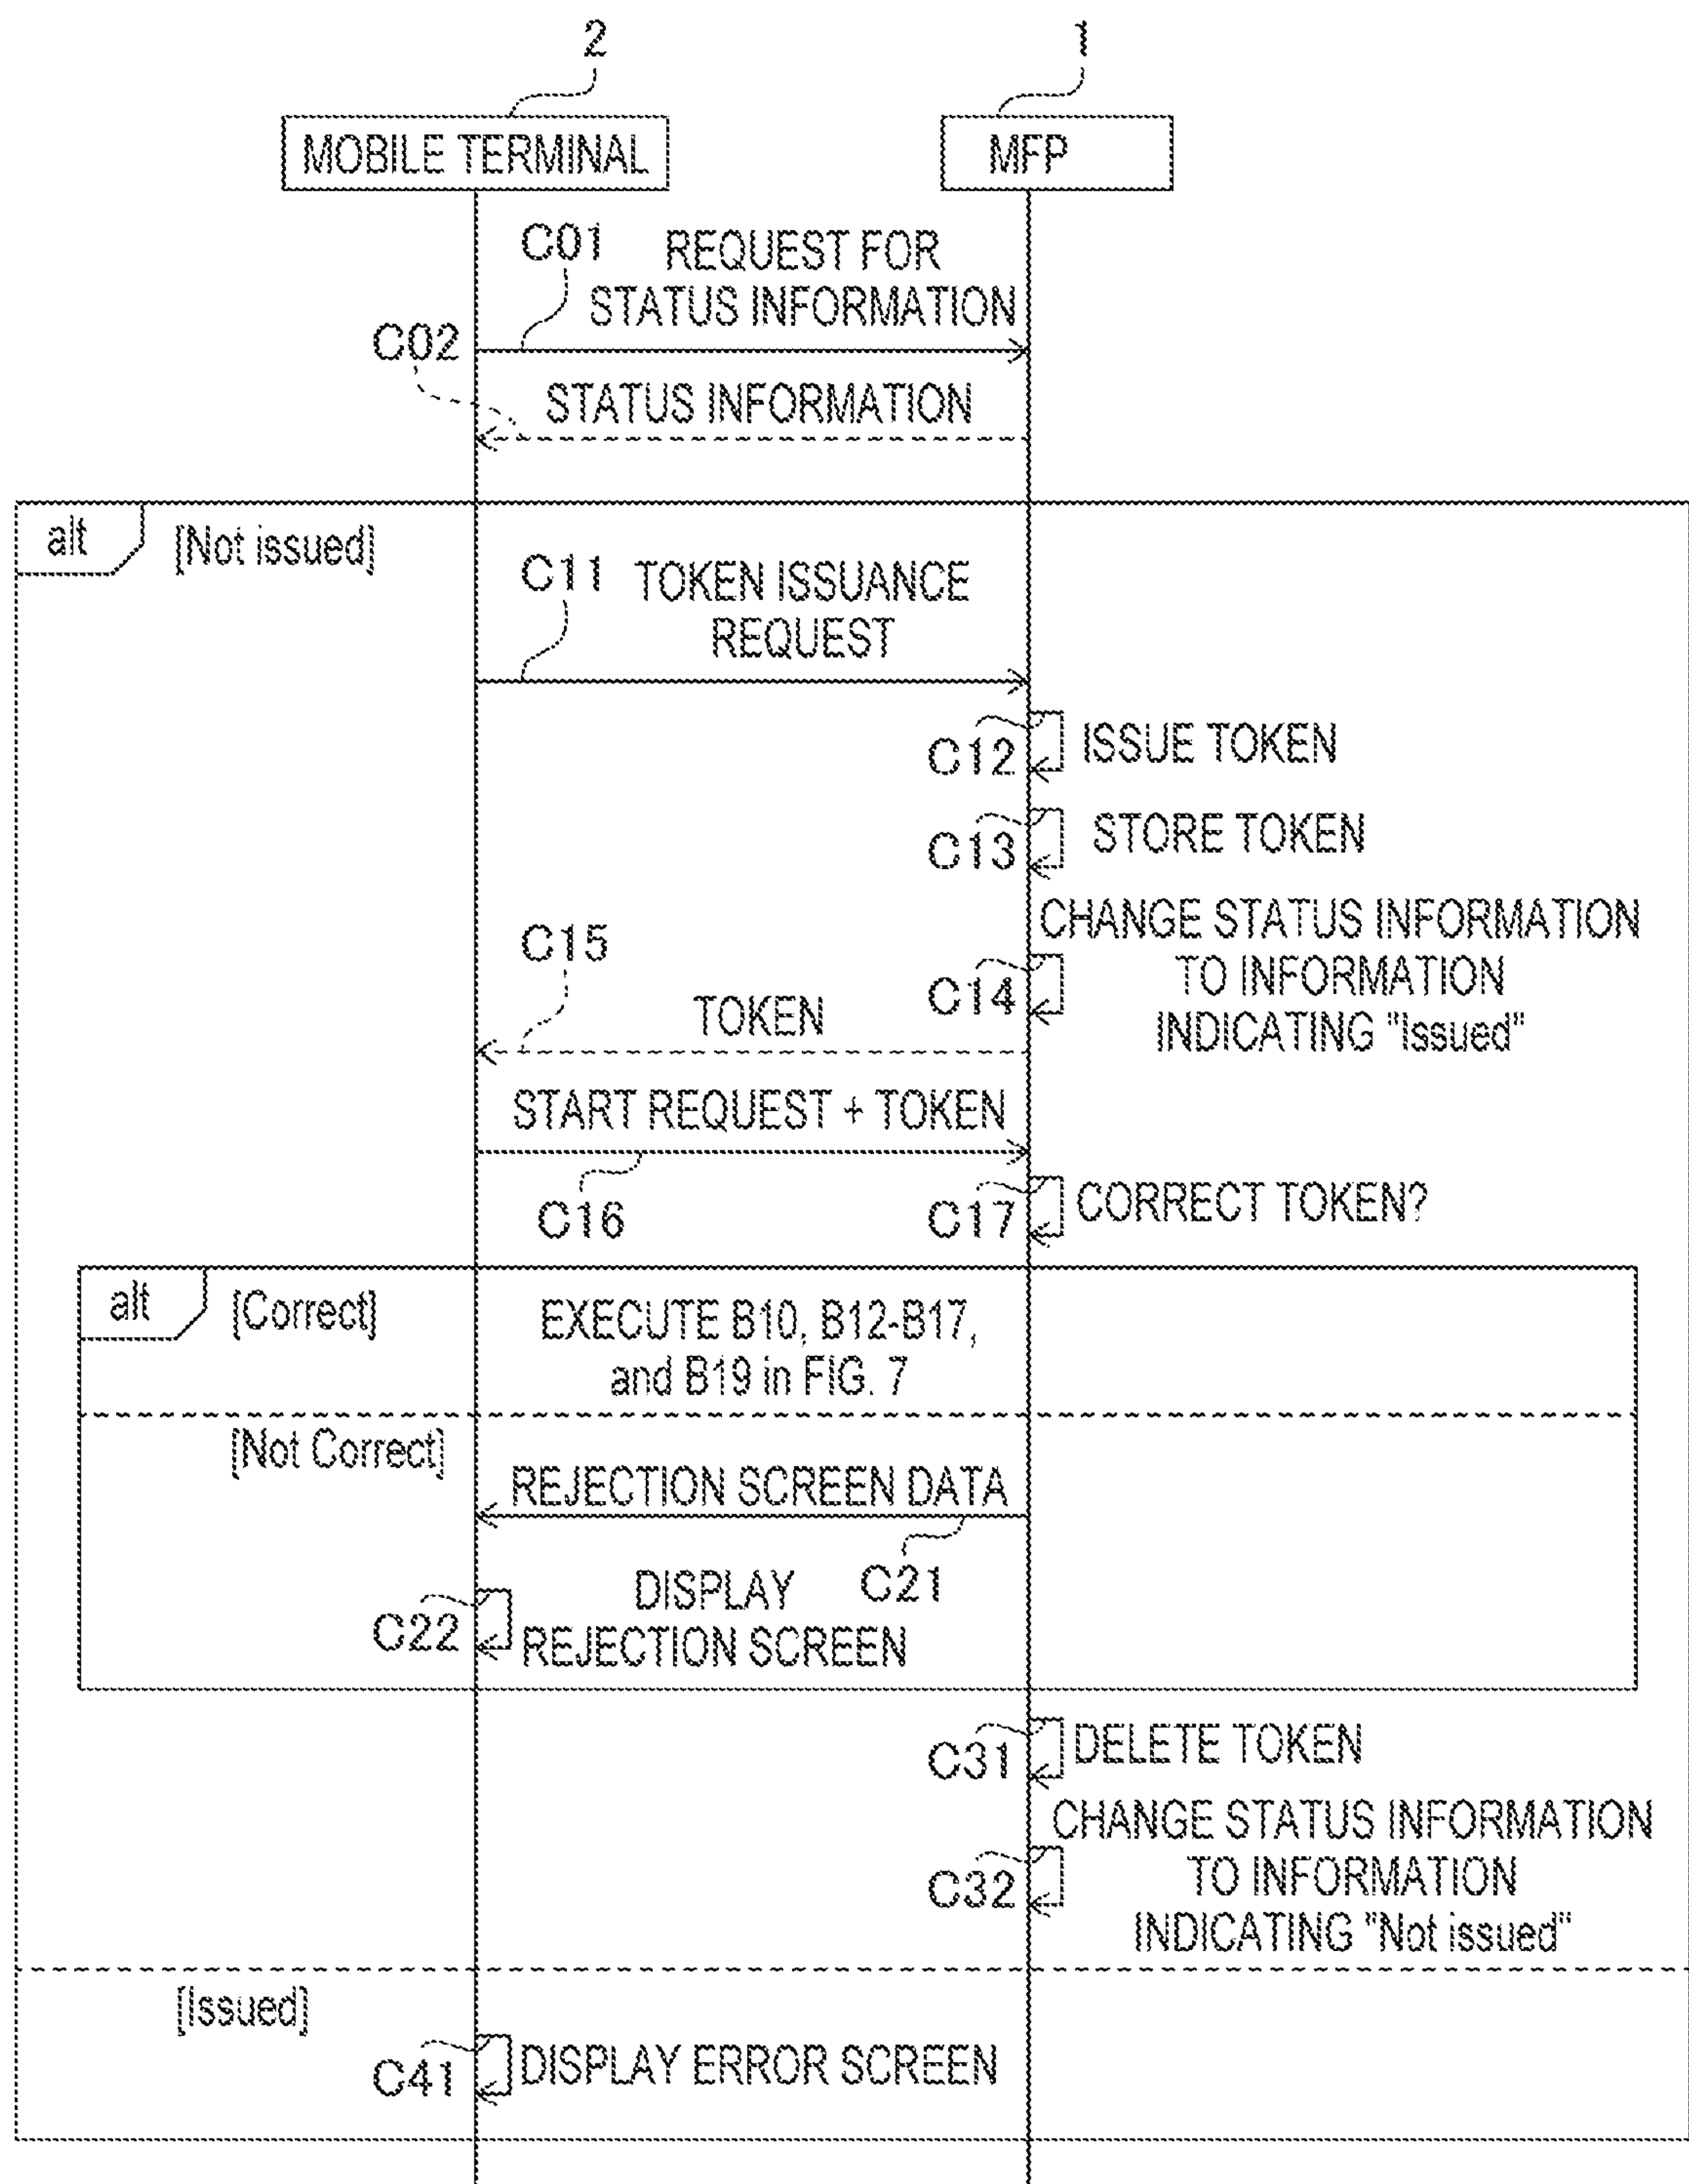 2
1
MOBILE TERMINAL
MFP
C01
REQUEST FOR
STATUS INFORMATION
C02
STATUS INFORMATION
alt
[Not issued]
C11
TOKEN ISSUANCE
REQUEST
C12
ISSUE TOKEN
C13
STORE TOKEN
CHANGE STATUS INFORMATION
C15
C14
TO INFORMATION
TOKEN
INDICATING "Issued"
START REQUEST + TOKEN
C16
C17
CORRECT TOKEN?
alt
[Correct]
EXECUTE B10, B12-B17,
and B19 in FIG. 7
[Not Correct]
REJECTION SCREEN DATA
C21
C22
DISPLAY
REJECTION SCREEN
C31
DELETE TOKEN
CHANGE STATUS INFORMATION
C32
TO INFORMATION
INDICATING "Not issued"
[Issued]
C41
DISPLAY ERROR SCREEN